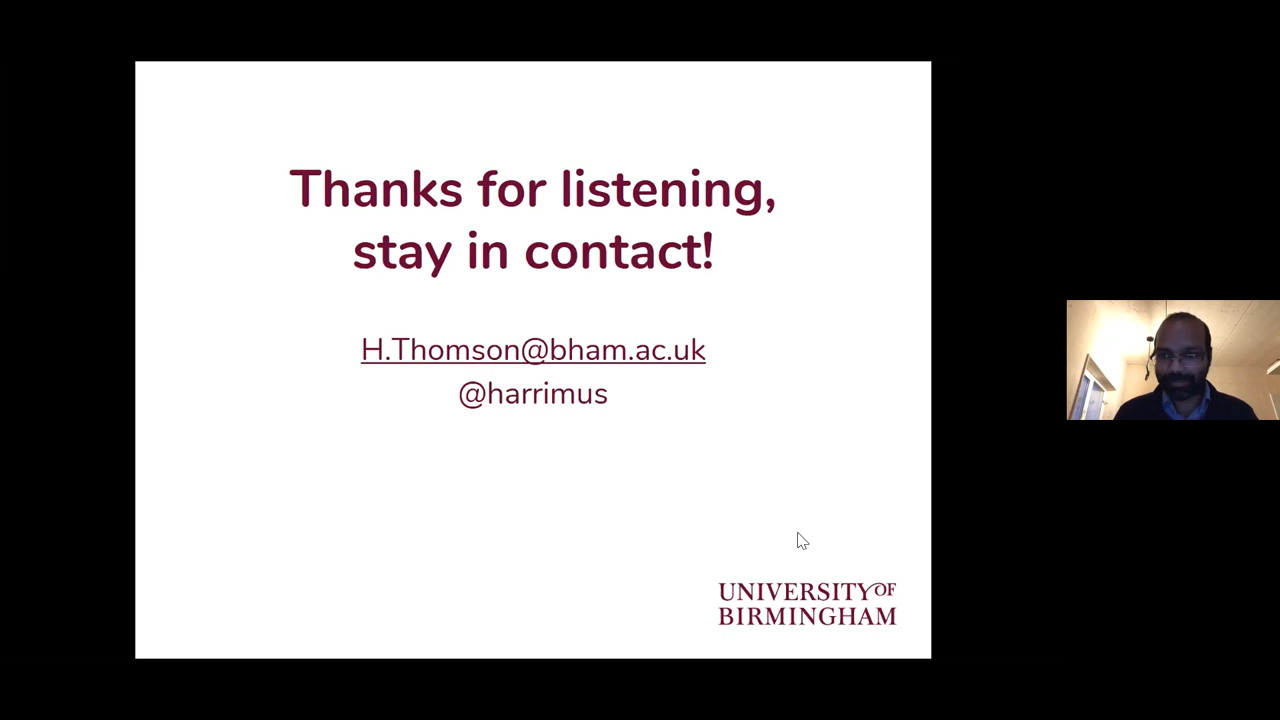 Thanks for listening,
stay in contact!
H.Thomson@bham.ac.uk
@harrimus
UNIVERSITY OF
BIRMINGHAM